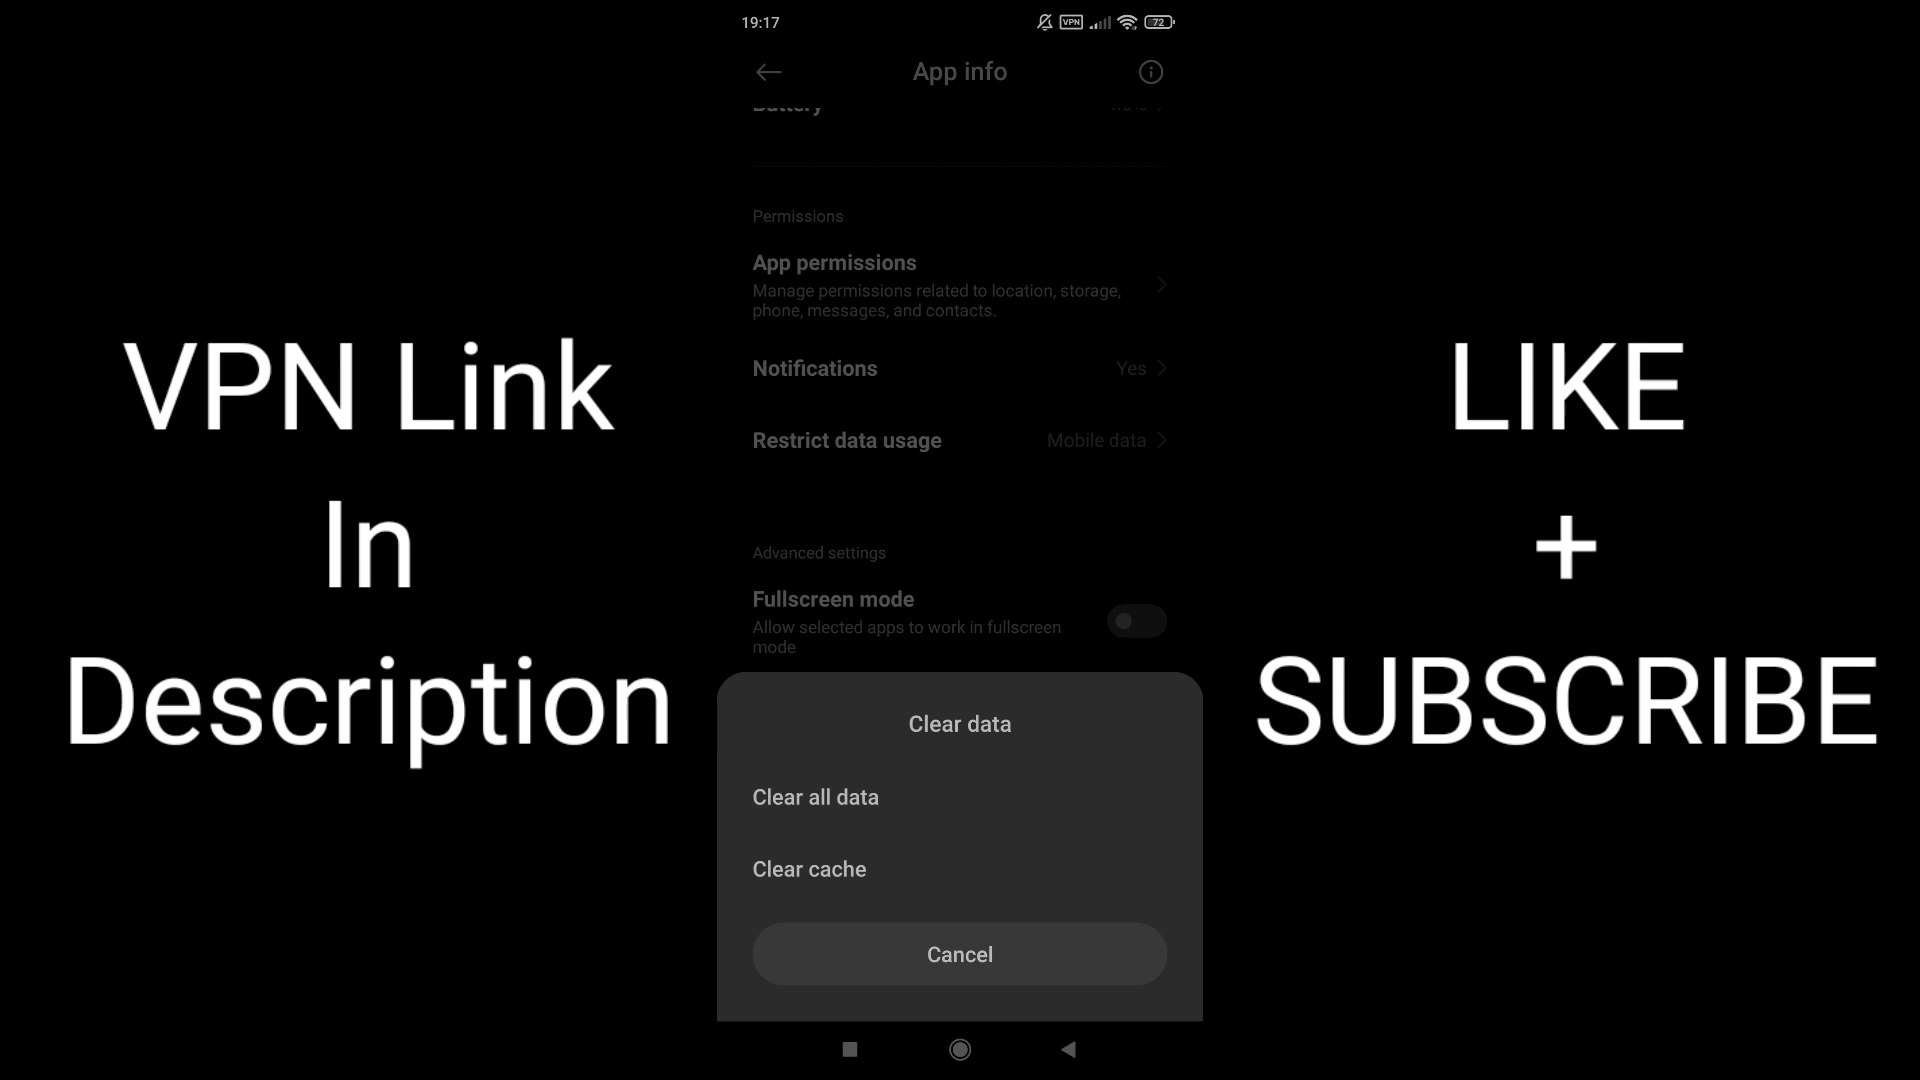 19:17
VPN
72
App info
Battery
Permissions
App permissions
Manage permissions related to location, storage,
phone, messages, and contacts.
Notifications
Yes
Restrict data usage
Mobile data
Advanced settings
Fullscreen mode
Allow selected apps to work in fullscreen
mode
Clear data
Clear all data
Clear cache
Cancel
VPN Link
In
Description
LIKE
+
SUBSCRIBE